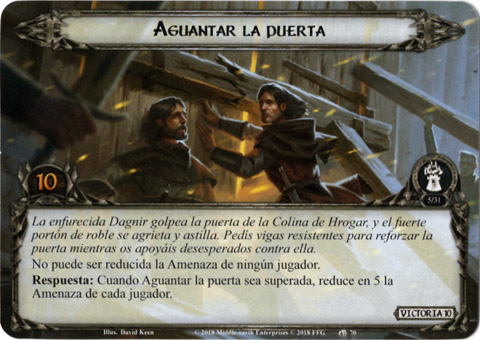 Aguantar la puerta
10
5/31
La enfurecida Dagnir golpea la puerta de la Colina de Hrogar, y el fuerte
portón de roble se agrieta y astilla. Pedís vigas resistentes para reforzar la
puerta mientras os apoyáis desesperados contra ella.
No puede ser reducida la Amenaza de ningún jugador.
Respuesta: Cuando Aguantar la puerta sea superada, reduce en 5 la
Amenaza de cada jugador.
Victoria 10
Illus. David Keen © 2018 Middle-earth Enterprises © 2018 FFG 70